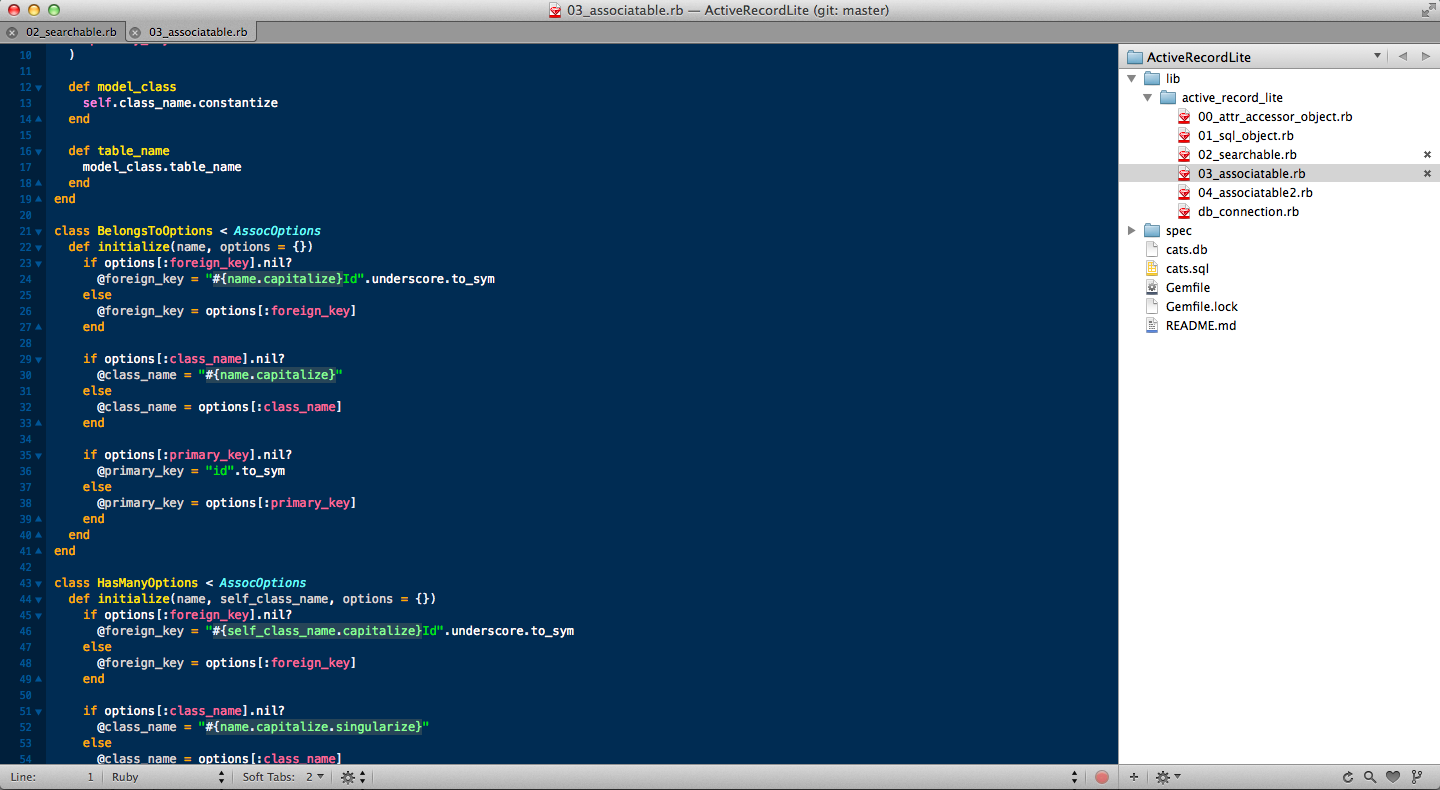 03_associatable.rb — ActiveRecordLite (git: master)
02_searchable.rb
03_associatable.rb
10 )
11
12 def model_class
13 self.class_name.constantize
14 end
15
16 def table_name
17 model_class.table_name
18 end
19 end
20
21 class BelongsToOptions < AssocOptions
22 def initialize(name, options = {})
23 if options[:foreign_key].nil?
24 @foreign_key = "#{name.capitalize}Id".underscore.to_sym
25 else
26 @foreign_key = options[:foreign_key]
27 end
28
29 if options[:class_name].nil?
30 @class_name = "#{name.capitalize}"
31 else
32 @class_name = options[:class_name]
33 end
34
35 if options[:primary_key].nil?
36 @primary_key = "id".to_sym
37 else
38 @primary_key = options[:primary_key]
39 end
40 end
41 end
42
43 class HasManyOptions < AssocOptions
44 def initialize(name, self_class_name, options = {})
45 if options[:foreign_key].nil?
46 @foreign_key = "#{self_class_name.capitalize}Id".underscore.to_sym
47 else
48 @foreign_key = options[:foreign_key]
49 end
50
51 if options[:class_name].nil?
52 @class_name = "#{name.capitalize.singularize}"
53 else
54 @class_name = options[:class_name]
Line: 1 Ruby Soft Tabs: 2
ActiveRecordLite
lib
active_record_lite
00_attr_accessor_object.rb
01_sql_object.rb
02_searchable.rb
03_associatable.rb
04_associatable2.rb
db_connection.rb
spec
cats.db
cats.sql
Gemfile
Gemfile.lock
README.md